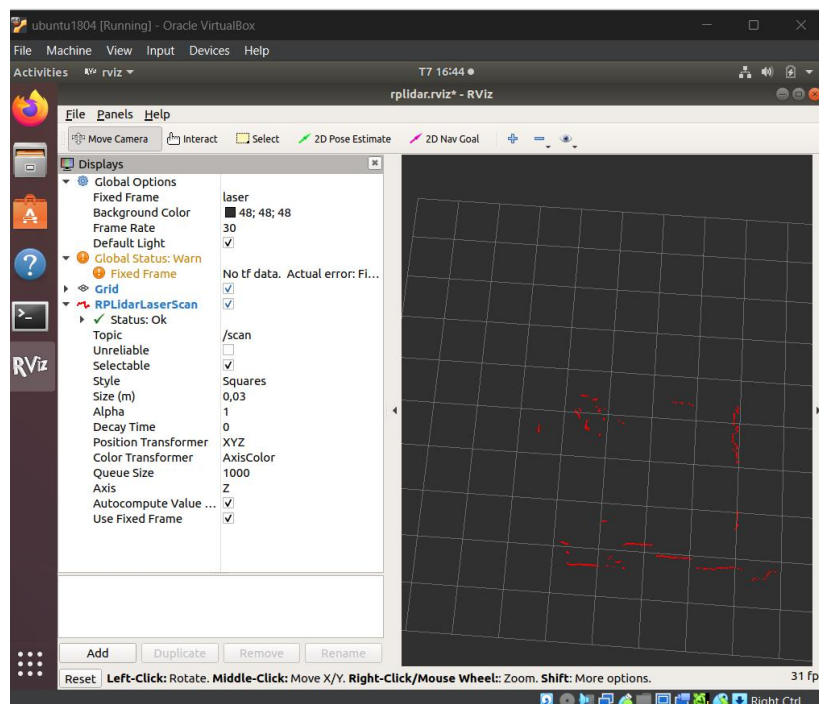 ubuntu1804 [Running] - Oracle VirtualBox
File Machine View Input Devices Help
Activities RViz rviz T7 16:44
rplidar.rviz* - RViz
File Panels Help
Move Camera Interact Select 2D Pose Estimate 2D Nav Goal
Displays
Global Options
Fixed Frame laser
Background Color 48; 48; 48
Frame Rate 30
Default Light
Global Status: Warn
Fixed Frame No tf data. Actual error: Fi...
Grid
RPLidarLaserScan
Status: Ok
Topic /scan
Unreliable
Selectable
Style Squares
Size (m) 0,03
Alpha 1
Decay Time 0
Position Transformer XYZ
Color Transformer AxisColor
Queue Size 1000
Axis Z
Autocompute Value ...
Use Fixed Frame
RViz
Add Duplicate Remove Rename
Reset Left-Click: Rotate. Middle-Click: Move X/Y. Right-Click/Mouse Wheel:: Zoom. Shift: More options. 31 fp
Right Ctrl